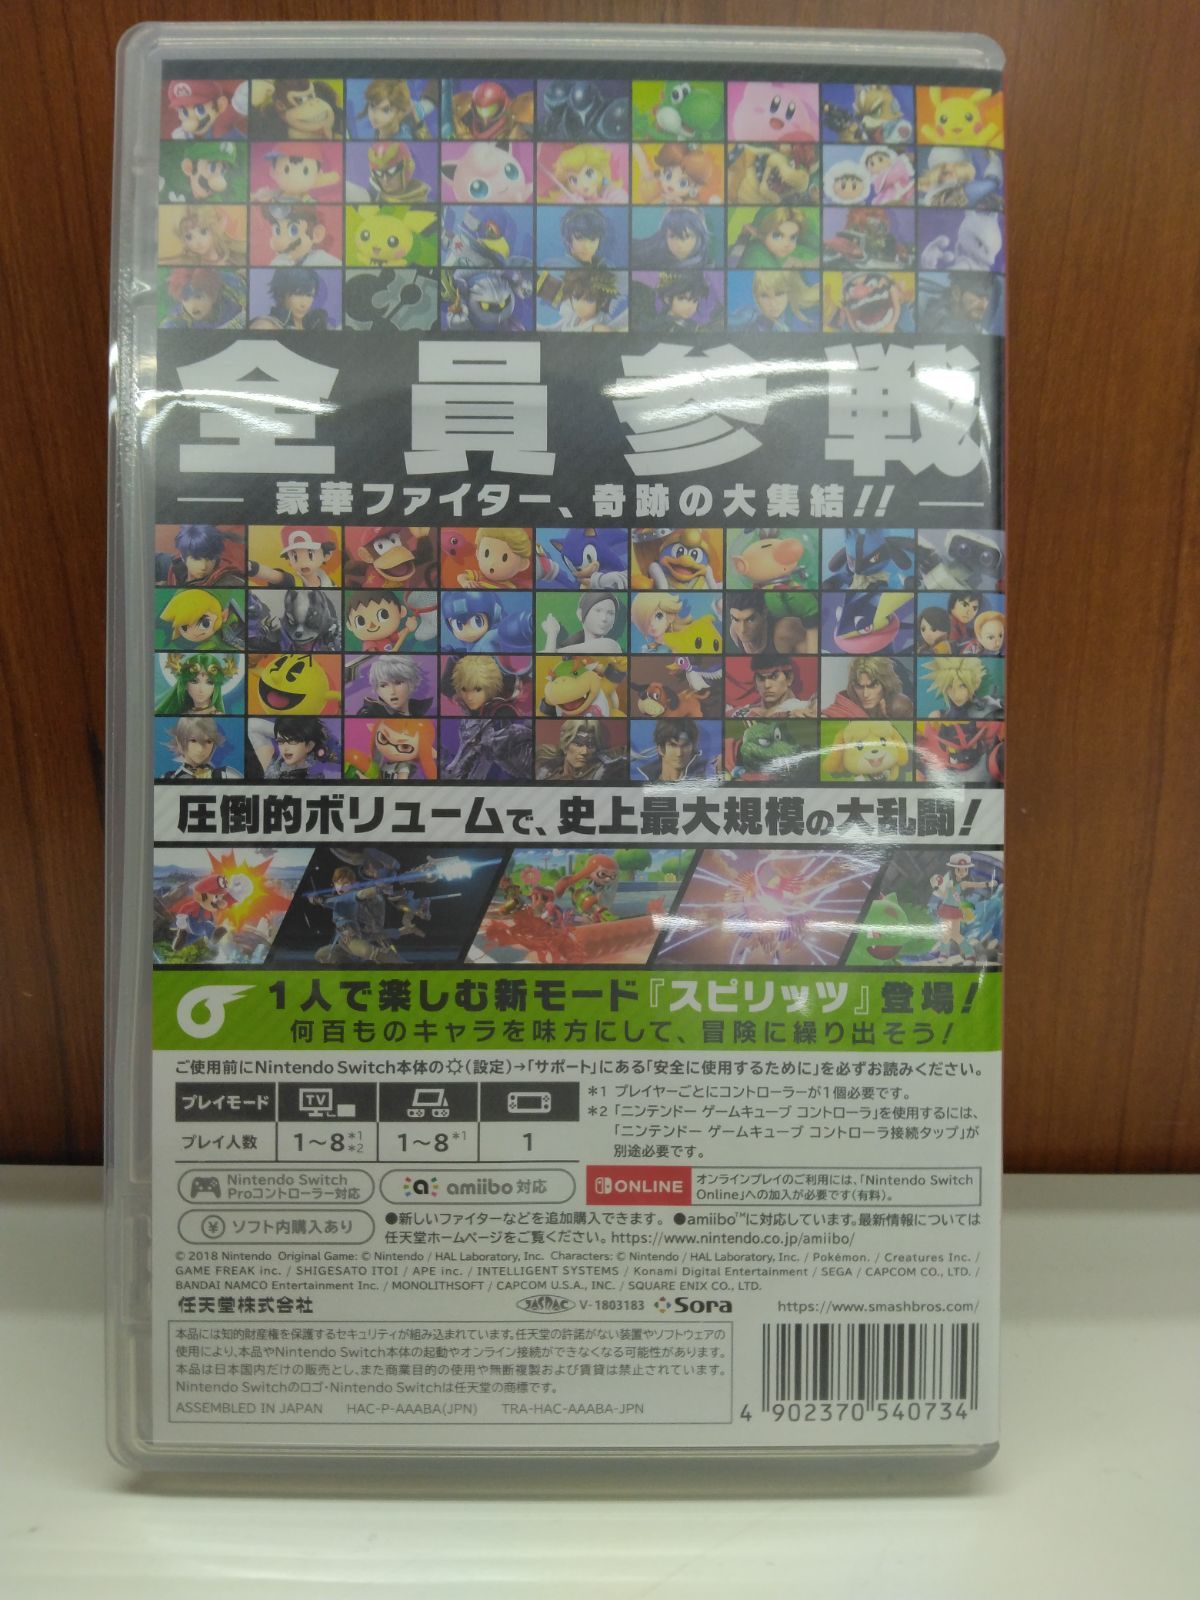 全員参戦
豪華ファイター、奇跡の大集結!!
圧倒的ボリュームで、史上最大規模の大乱闘!
1人で楽しむ新モード『スピリッツ』登場!
何百ものキャラを味方にして、冒険に繰り出そう!
ご使用前にNintendo Switch本体の(設定)→「サポート」にある「安全に使用するために」を必ずお読みください。
プレイモード TV
プレイ人数 1〜8*1*2 1〜8*1 1
*1 プレイヤーごとにコントローラーが1個必要です。
*2「ニンテンドー ゲームキューブ コントローラ」を使用するには、
「ニンテンドー ゲームキューブ コントローラ接続タップ」が
別途必要です。
Nintendo Switch
Proコントローラー対応
amiibo 対応
ONLINE
オンラインプレイのご利用には、「Nintendo Switch
Online」への加入が必要です(有料)。
¥ ソフト内購入あり
●新しいファイターなどを追加購入できます。 ●amiibo™に対応しています。最新情報については
任天堂ホームページをご覧ください。https://www.nintendo.co.jp/amiibo/
© 2018 Nintendo Original Game: © Nintendo / HAL Laboratory, Inc. Characters: © Nintendo / HAL Laboratory, Inc. / Pokémon. / Creatures Inc. /
GAME FREAK inc. / SHIGESATO ITOI / APE inc. / INTELLIGENT SYSTEMS / Konami Digital Entertainment / SEGA / CAPCOM CO., LTD. /
BANDAI NAMCO Entertainment Inc. / MONOLITHSOFT / CAPCOM U.S.A., INC. / SQUARE ENIX CO., LTD.
任天堂株式会社 JASRAC V-1803183 Sora https://www.smashbros.com/
本品には知的財産権を保護するセキュリティが組み込まれています。任天堂の許諾がない装置やソフトウェアの
使用により、本品やNintendo Switch本体の起動やオンライン接続ができなくなる可能性があります。
本品は日本国内だけの販売とし、また商業目的の使用や無断複製および賃貸は禁止されています。
Nintendo Switchのロゴ・Nintendo Switchは任天堂の商標です。
ASSEMBLED IN JAPAN HAC-P-AAABA(JPN) TRA-HAC-AAABA-JPN
4 902370 540734